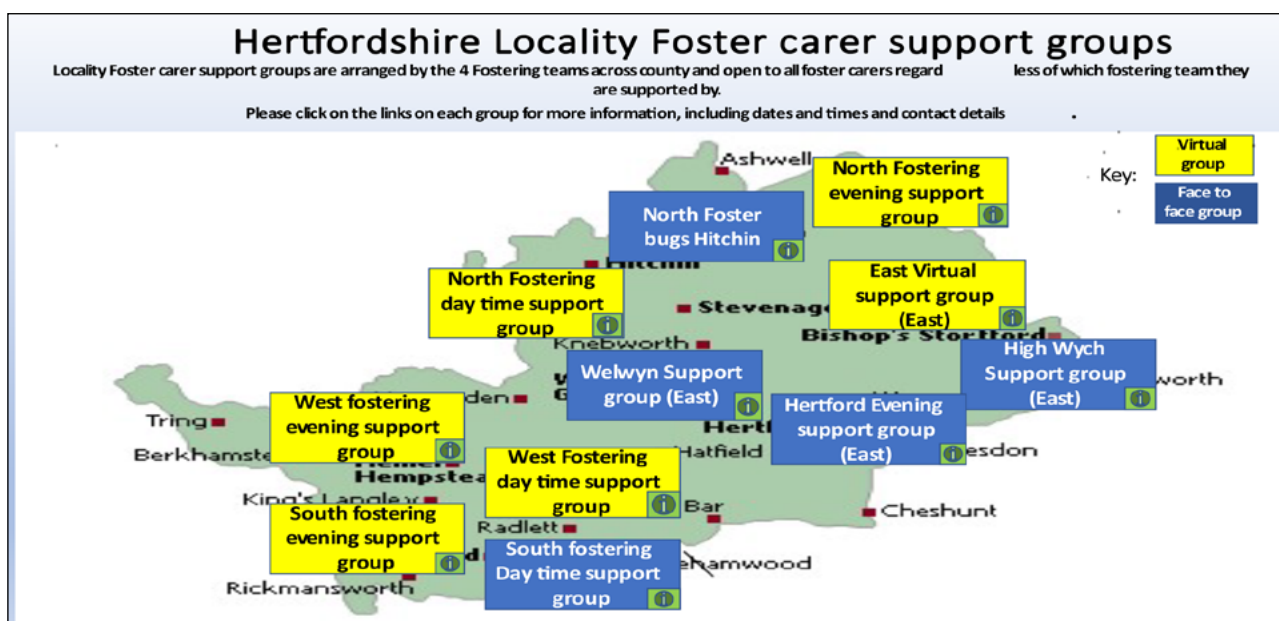 Hertfordshire Locality Foster carer support groups
Locality Foster carer support groups are arranged by the 4 Fostering teams across county and open to all foster carers regard less of which fostering team they
are supported by.
Please click on the links on each group for more information, including dates and times and contact details .
Key:
Virtual
group
Face to
face group
Ashwell
North Fostering
evening support
group
North Foster
bugs Hitchin
Hitchin
North Fostering
day time support
group
East Virtual
support group
(East)
Stevenag
Bishop's Stortford
Knebworth
High Wych
Support group
(East)
worth
Welwyn Support
group (East)
den
Tring
West fostering
evening support
group
Hertford Evening
support group
(East)
Hert
Berkhamste
Hatfield
esdon
Hemel
Hempstea
West Fostering
day time support
group
King's Langley
Bar
Cheshunt
South fostering
evening support
group
Radlett
d
South fostering
Day time support
group
ehamwood
Rickmansworth